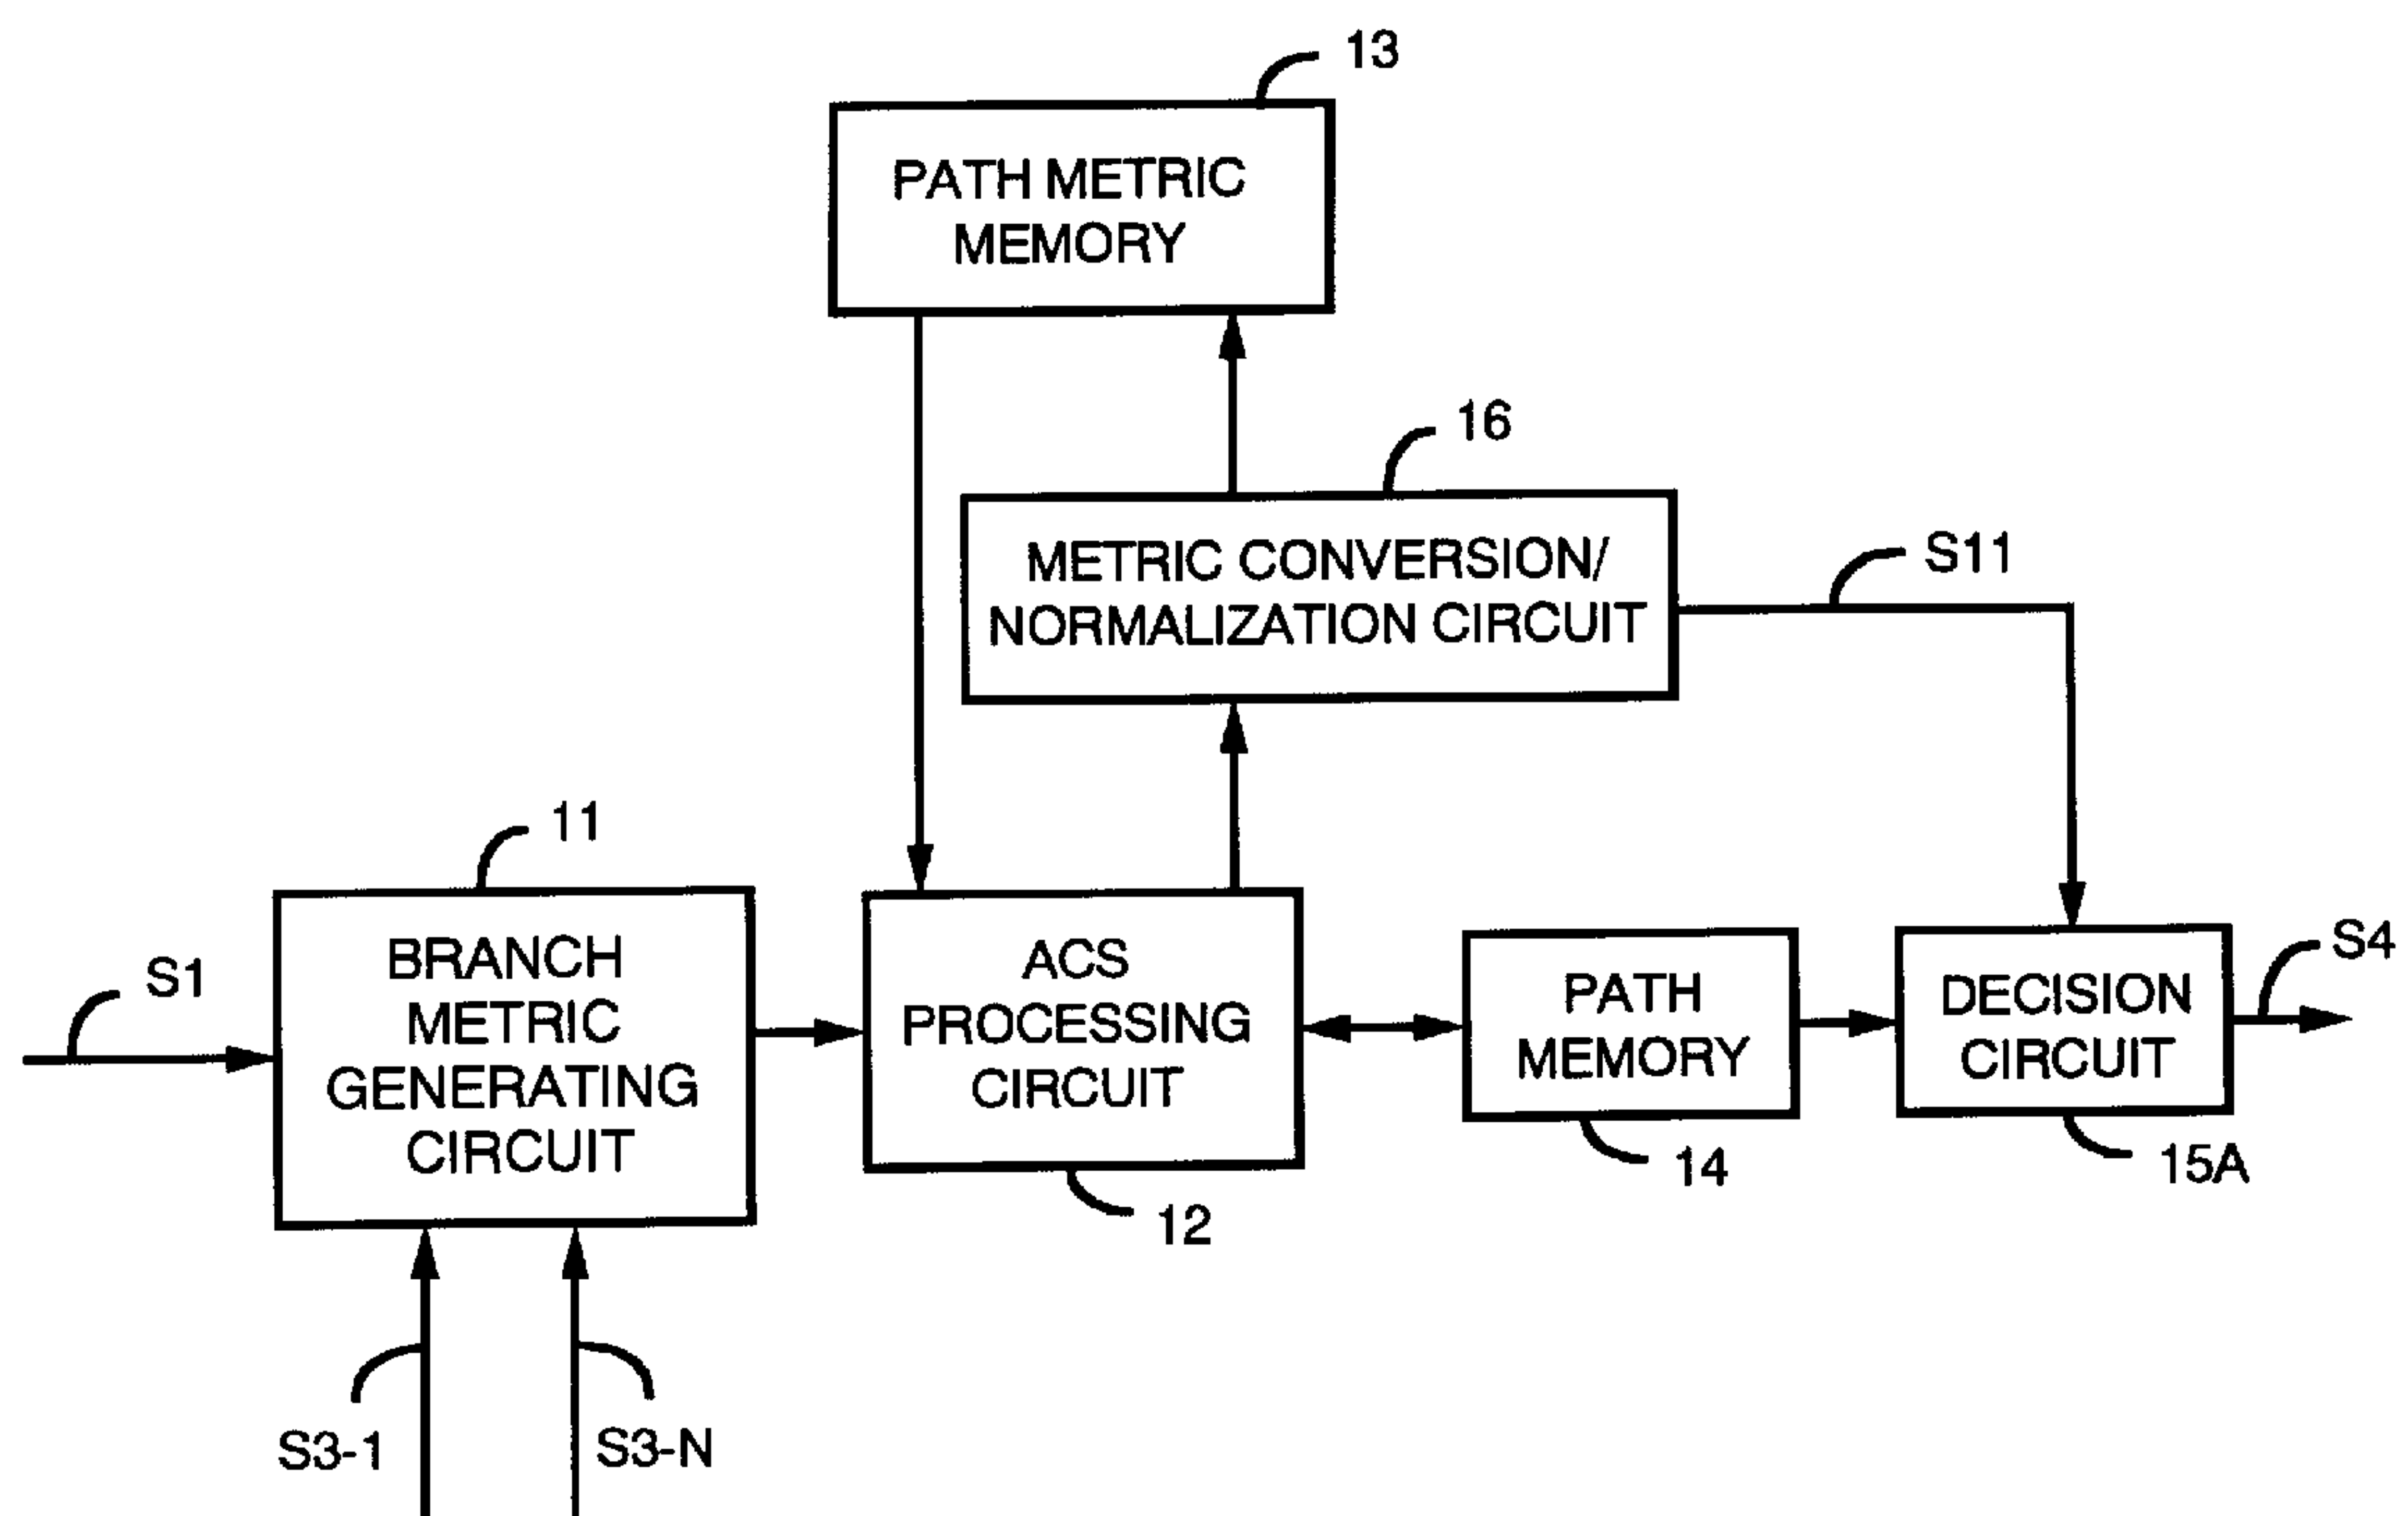 13
PATH METRIC
MEMORY
16
METRIC CONVERSION/
NORMALIZATION CIRCUIT
S11
11
S1
BRANCH
METRIC
GENERATING
CIRCUIT
ACS
PROCESSING
CIRCUIT
12
PATH
MEMORY
14
DECISION
CIRCUIT
15A
S4
S3-1
S3-N